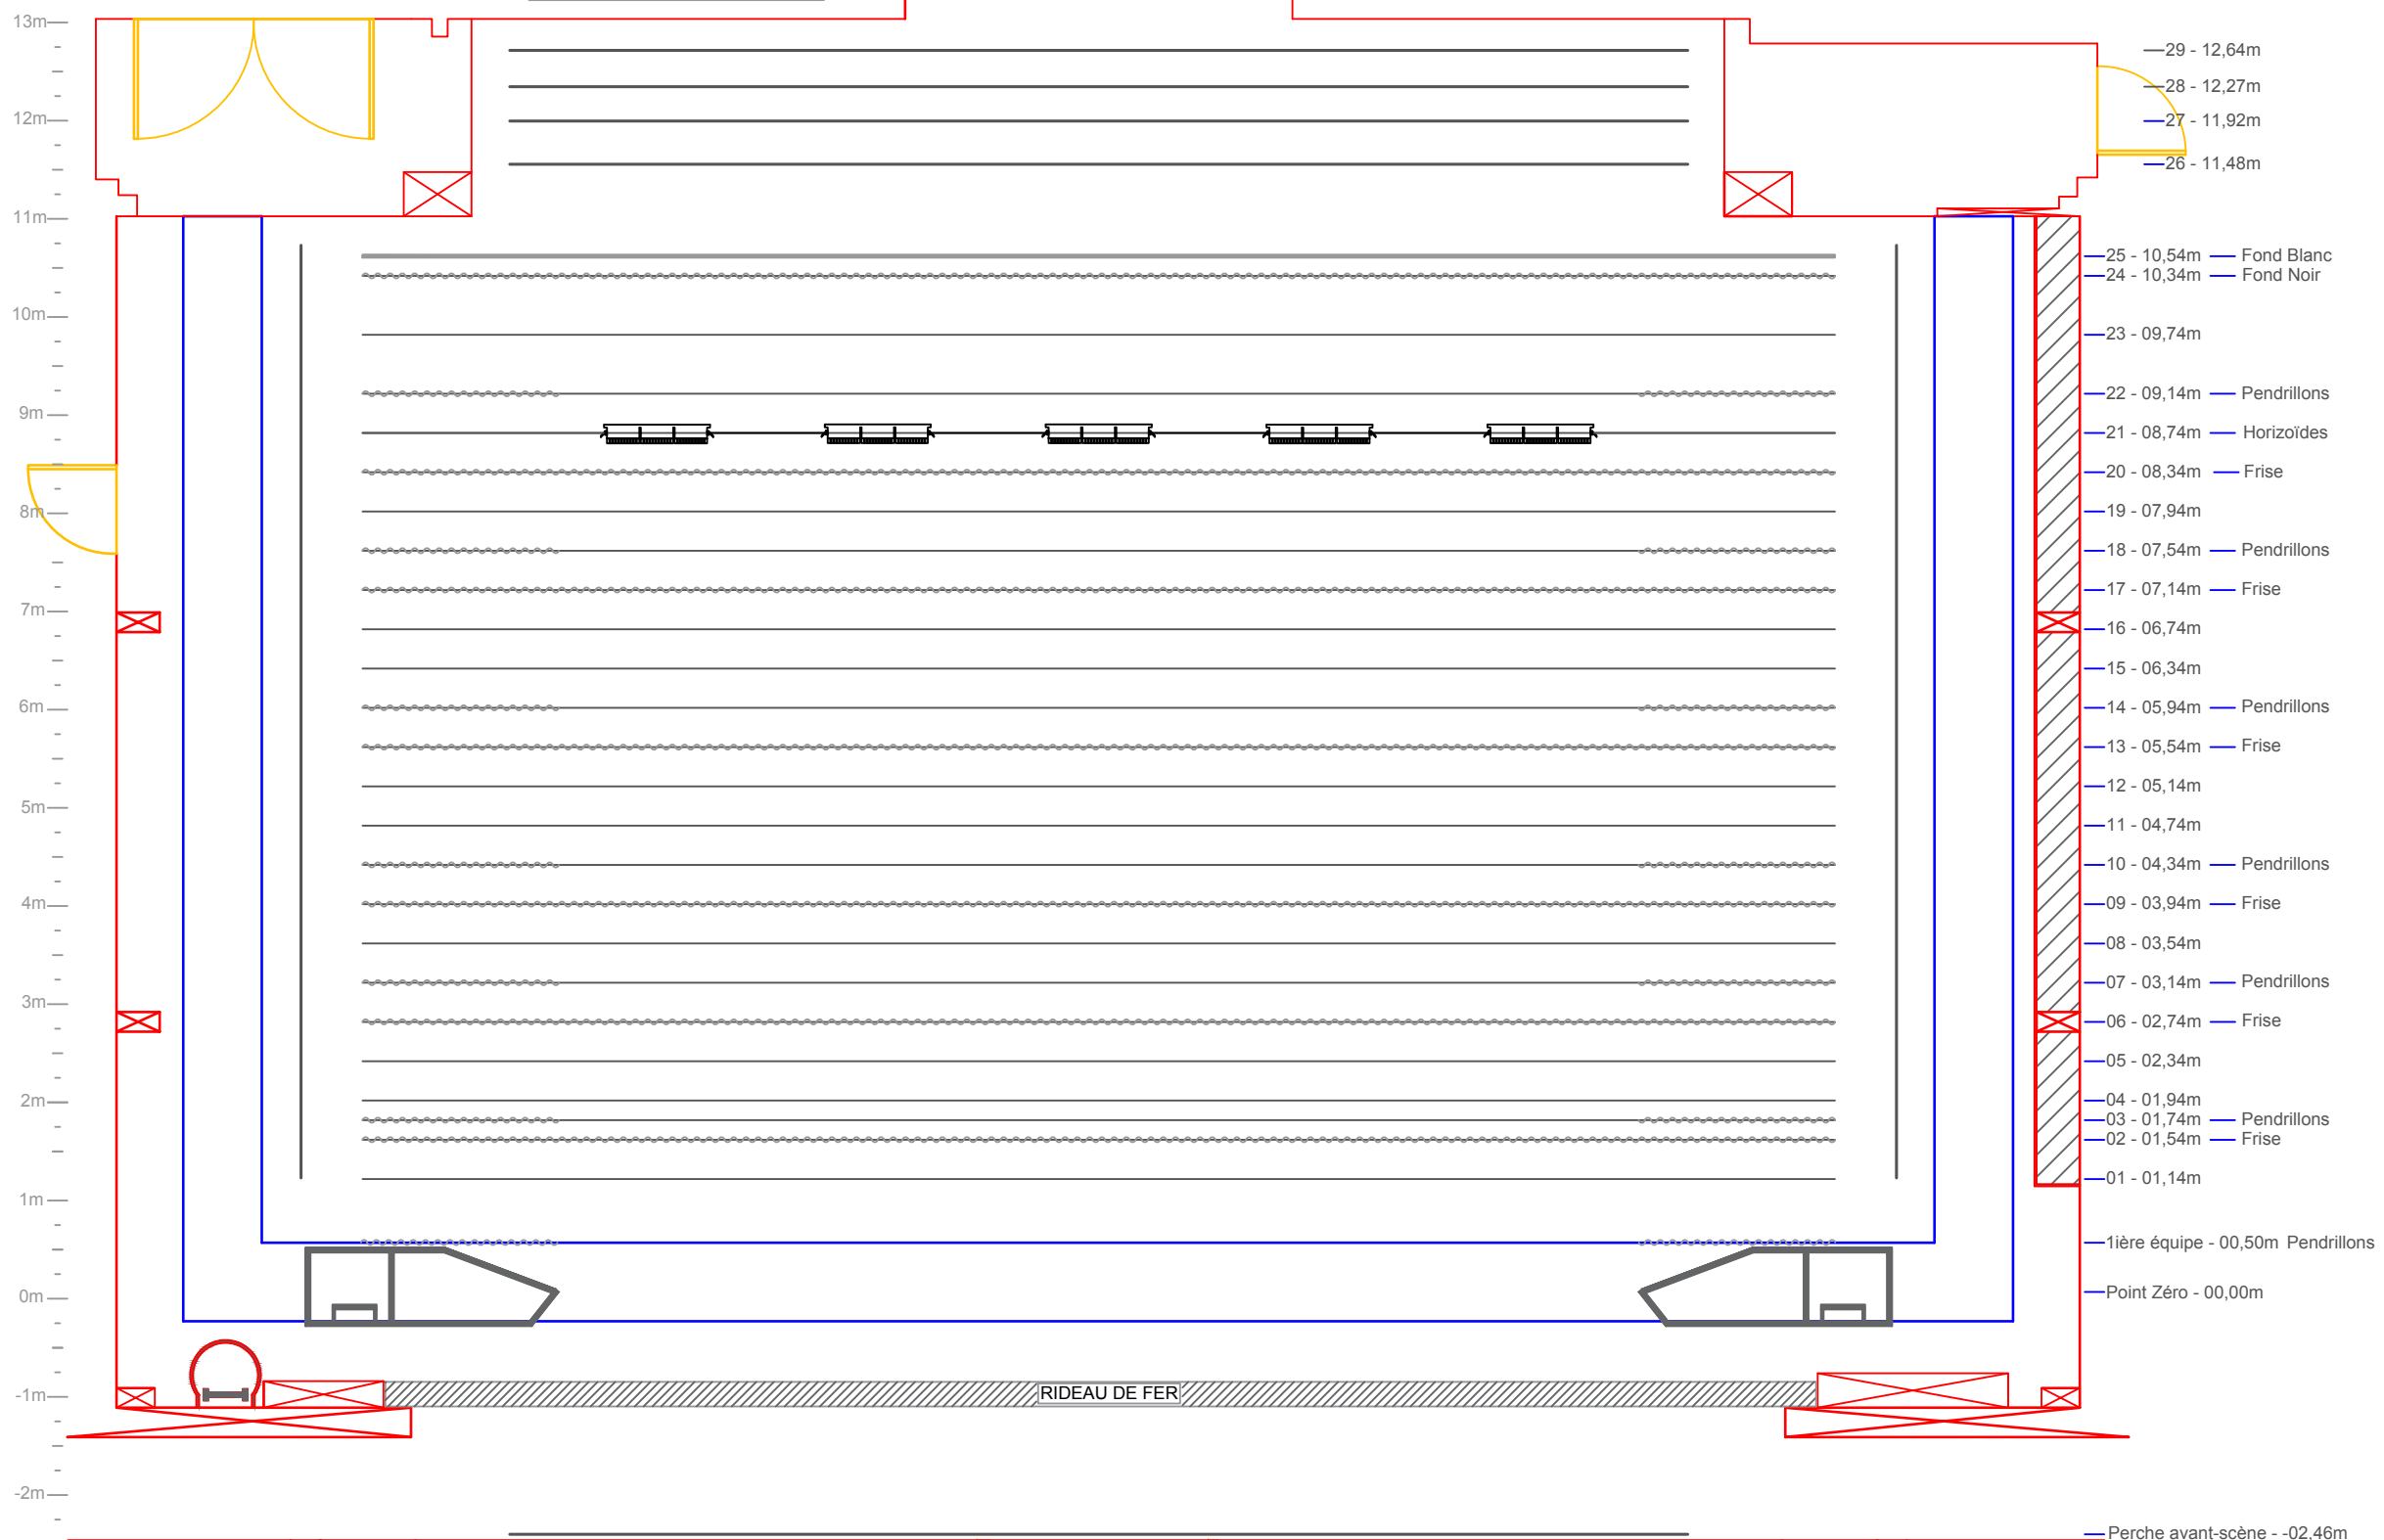 13m
29 - 12,64m
28 - 12,27m
12m
27 - 11,92m
26 - 11,48m
11m
25 - 10,54m Fond Blanc
24 - 10,34m Fond Noir
10m
23 - 09,74m
22 - 09,14m Pendrillons
9m
21 - 08,74m Horizoïdes
20 - 08,34m Frise
8m
19 - 07,94m
18 - 07,54m Pendrillons
17 - 07,14m Frise
7m
16 - 06,74m
15 - 06,34m
6m
14 - 05,94m Pendrillons
13 - 05,54m Frise
12 - 05,14m
5m
11 - 04,74m
10 - 04,34m Pendrillons
4m
09 - 03,94m Frise
08 - 03,54m
07 - 03,14m Pendrillons
3m
06 - 02,74m Frise
05 - 02,34m
2m
04 - 01,94m
03 - 01,74m Pendrillons
02 - 01,54m Frise
01 - 01,14m
1m
1ière équipe - 00,50m Pendrillons
0m
Point Zéro - 00,00m
-1m
RIDEAU DE FER
-2m
Perche avant-scène - -02,46m